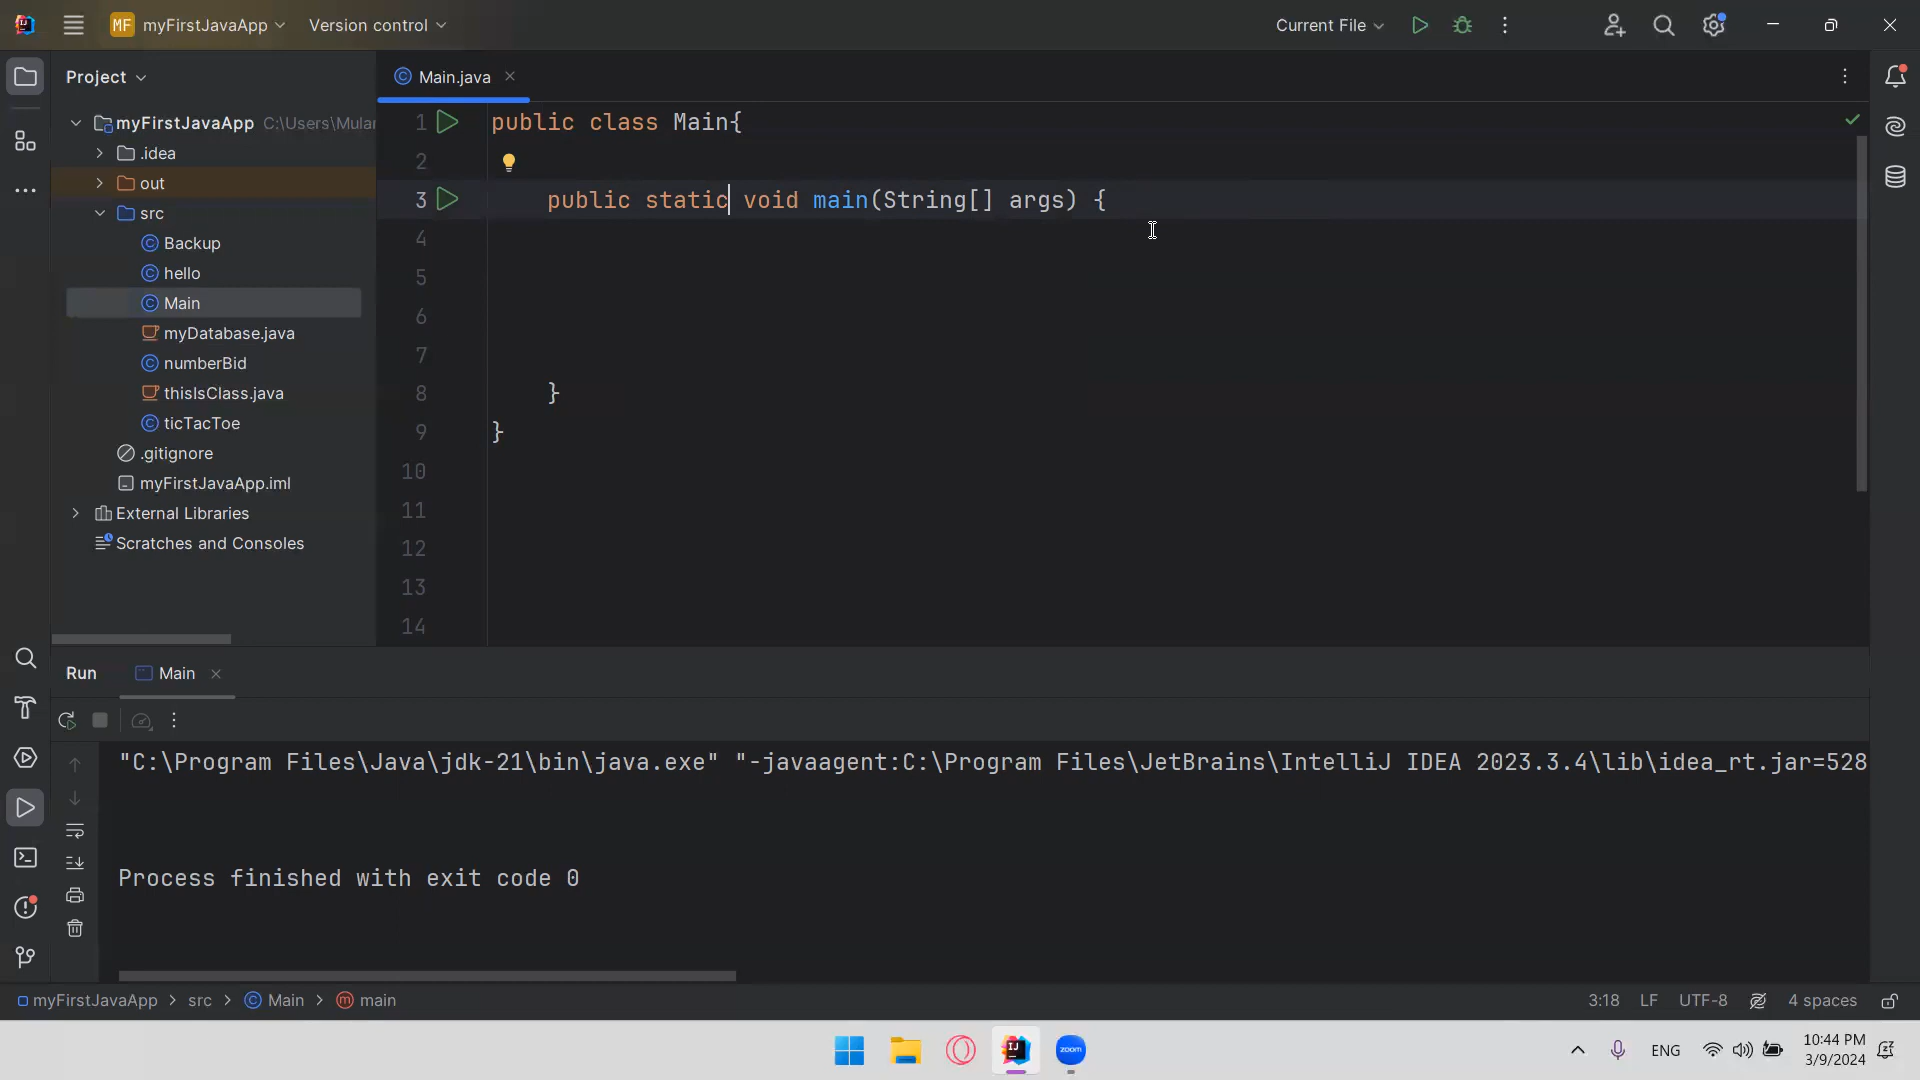 MF myFirstJavaApp Version control Current File
Project Main.java
myFirstJavaApp C:\Users\Mular
.idea
out
src
Backup
hello
Main
myDatabase.java
numberBid
thisIsClass.java
ticTacToe
.gitignore
myFirstJavaApp.iml
External Libraries
Scratches and Consoles
1 public class Main{
2
3 public static void main(String[] args) {
4
5
6
7
8 }
9 }
10
11
12
13
14
Run Main
"C:\Program Files\Java\jdk-21\bin\java.exe" "-javaagent:C:\Program Files\JetBrains\IntelliJ IDEA 2023.3.4\lib\idea_rt.jar=528
Process finished with exit code 0
myFirstJavaApp > src > Main > main 3:18 LF UTF-8 4 spaces
IJ zoom ENG 10:44 PM
3/9/2024